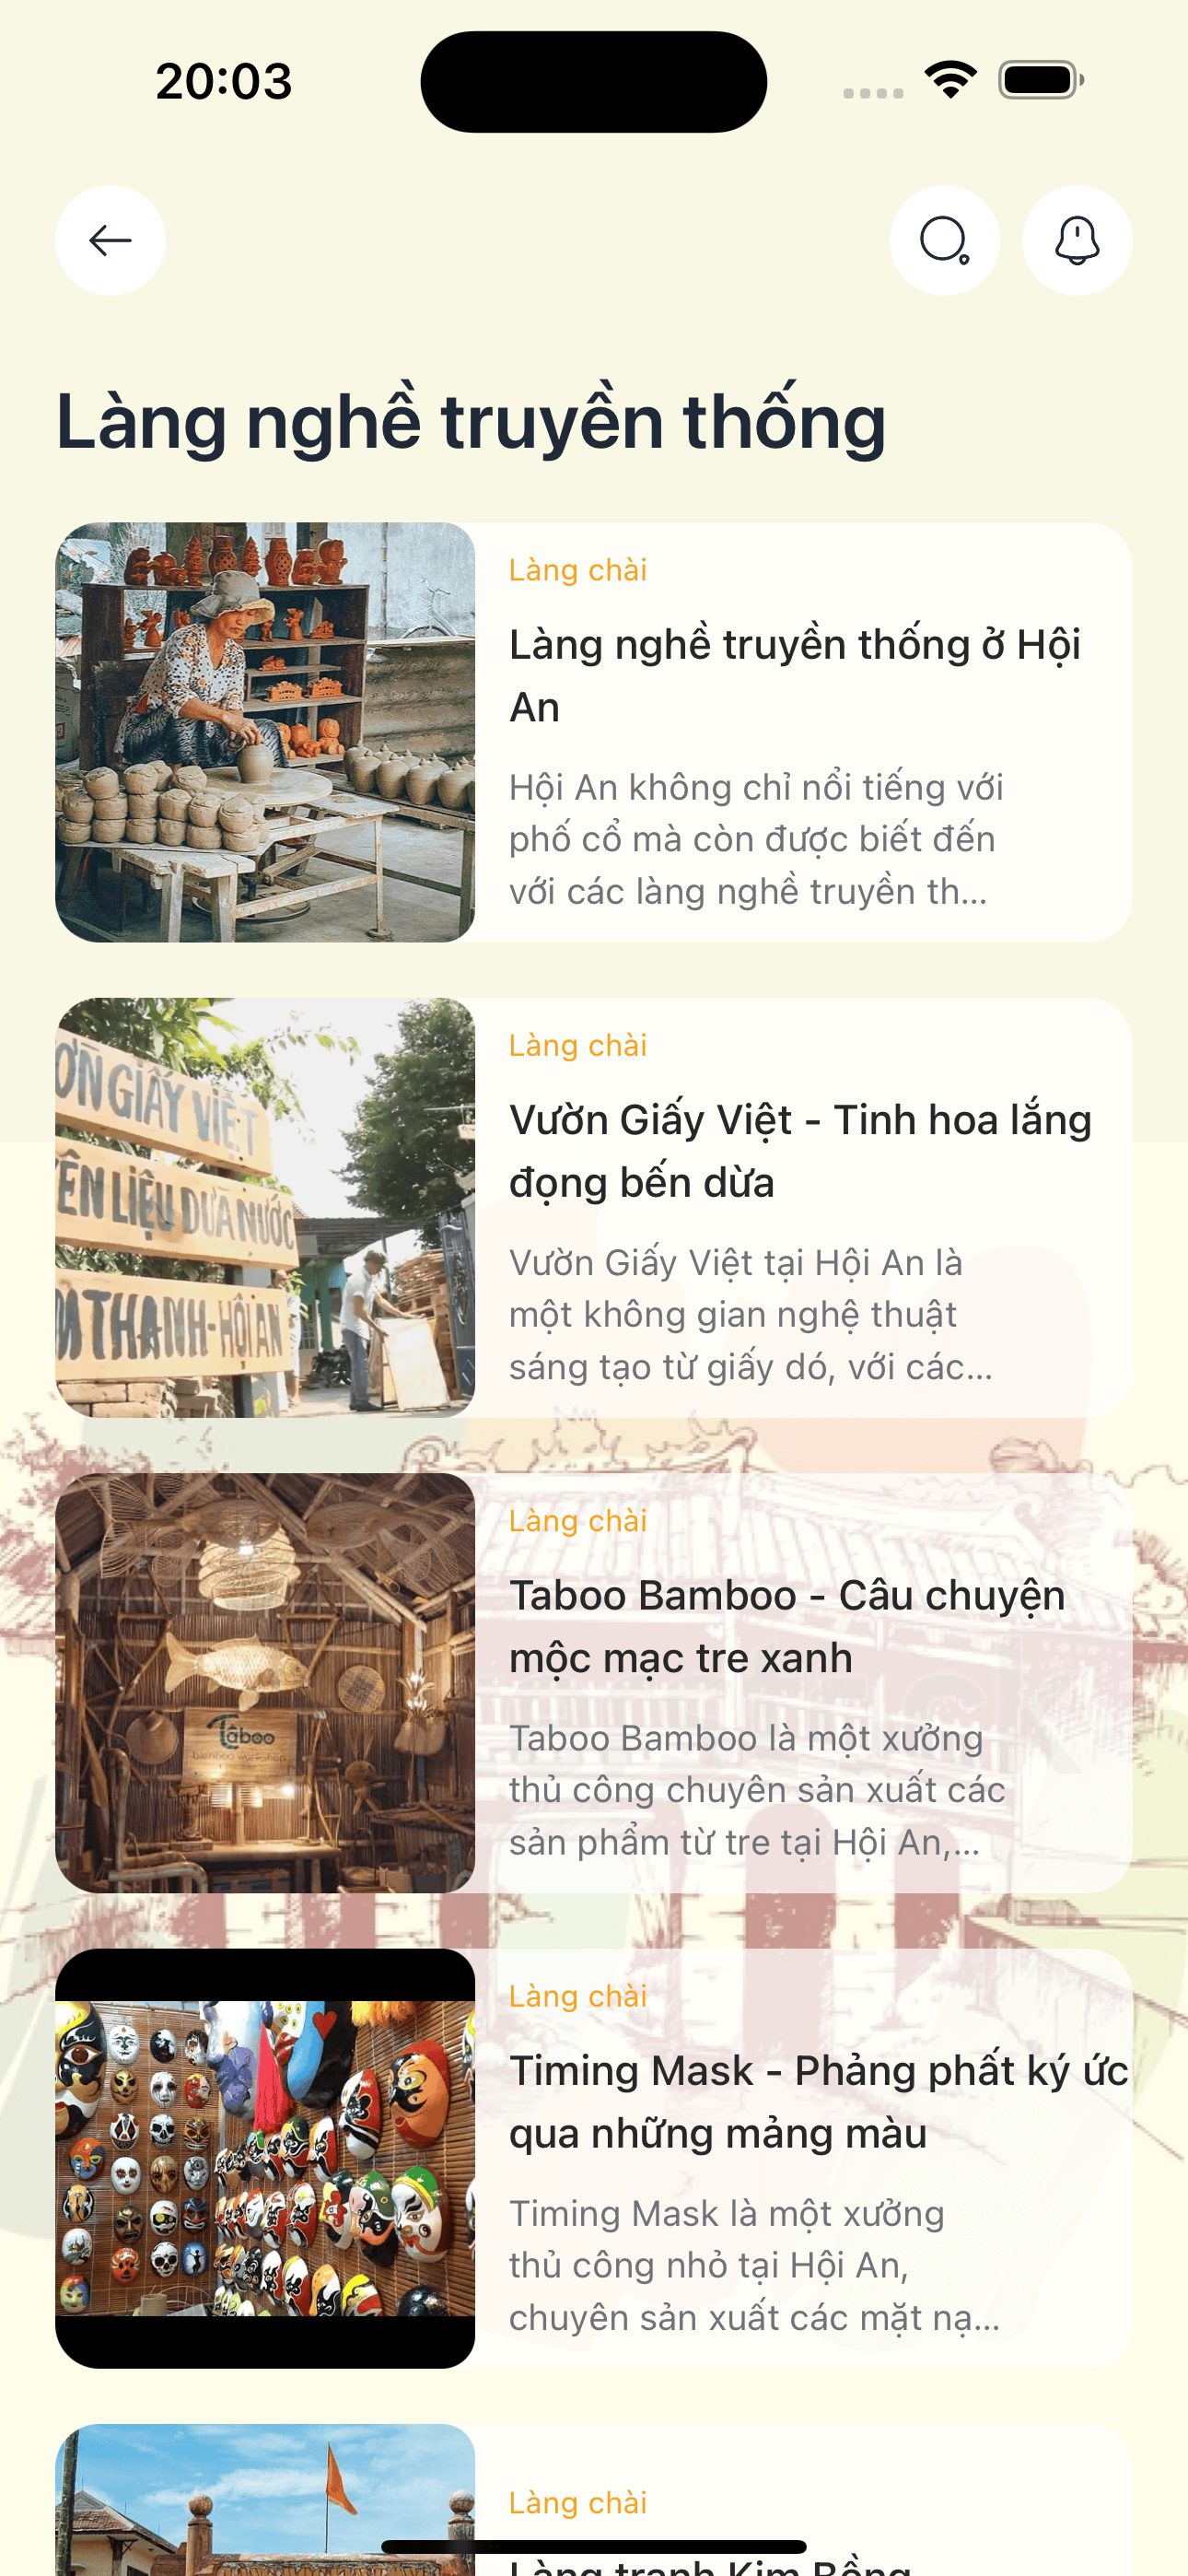 20:03
Làng nghề truyền thống
Làng chài
Làng nghề truyền thống ở Hội
An
Hội An không chỉ nổi tiếng với
phố cổ mà còn được biết đến
với các làng nghề truyền th...
ƠN GIẤY VIỆT
YÊN LIỆU DỪA NƯỚC
M THANH-HỘI AN
Làng chài
Vườn Giấy Việt - Tinh hoa lắng
đọng bến dừa
Vườn Giấy Việt tại Hội An là
một không gian nghệ thuật
sáng tạo từ giấy dó, với các...
Taboo
bamboo workshop
Làng chài
Taboo Bamboo - Câu chuyện
mộc mạc tre xanh
Taboo Bamboo là một xưởng
thủ công chuyên sản xuất các
sản phẩm từ tre tại Hội An,...
Làng chài
Timing Mask - Phảng phất ký ức
qua những mảng màu
Timing Mask là một xưởng
thủ công nhỏ tại Hội An,
chuyên sản xuất các mặt nạ...
Làng chài
Làng tranh Kim Bồng